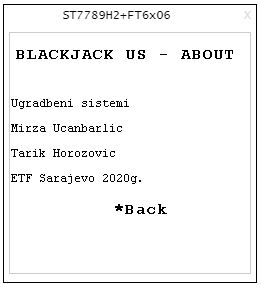 ST7789H2+FT6x06 x
BLACKJACK US - ABOUT
Ugradbeni sistemi
Mirza Ucanbarlic
Tarik Horozovic
ETF Sarajevo 2020g.
*Back